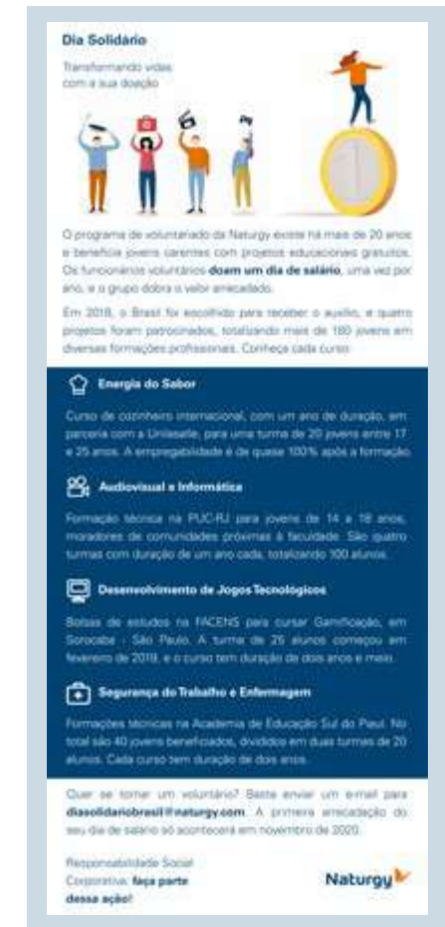 Dia Solidário
Transformando vidas
com a sua doação
O programa de voluntariado da Naturgy existe há mais de 20 anos
e beneficia jovens carentes com projetos educacionais gratuitos.
Os funcionários voluntários doam um dia de salário, uma vez por
ano, e o grupo dobra o valor arrecadado.
Em 2018, o Brasil foi escolhido para receber o auxílio, e quatro
projetos foram patrocinados, totalizando mais de 180 jovens em
diversas formações profissionais. Conheça cada curso:
Energia do Sabor
Curso de cozinheiro internacional, com um ano de duração, em
parceria com a Unilasalle, para uma turma de 20 jovens entre 17
e 25 anos. A empregabilidade é de quase 100% após a formação.
Audiovisual e Informática
Formação técnica na PUC-RJ para jovens de 14 a 18 anos,
moradores de comunidades próximas à faculdade. São quatro
turmas com duração de um ano cada, totalizando 100 alunos.
Desenvolvimento de Jogos Tecnológicos
Bolsas de estudos na FACENS para cursar Gamificação, em
Sorocaba - São Paulo. A turma de 25 alunos começou em
fevereiro de 2019, e o curso tem duração de dois anos e meio.
Segurança do Trabalho e Enfermagem
Formações técnicas na Academia de Educação Sul do Piauí. No
total são 40 jovens beneficiados, divididos em duas turmas de 20
alunos. Cada curso tem duração de dois anos.
Quer se tornar um voluntário? Basta enviar um e-mail para
diasolidariobrasil@naturgy.com. A primeira arrecadação do
seu dia de salário só acontecerá em novembro de 2020.
Responsabilidade Social
Corporativa: faça parte
dessa ação!
Naturgy